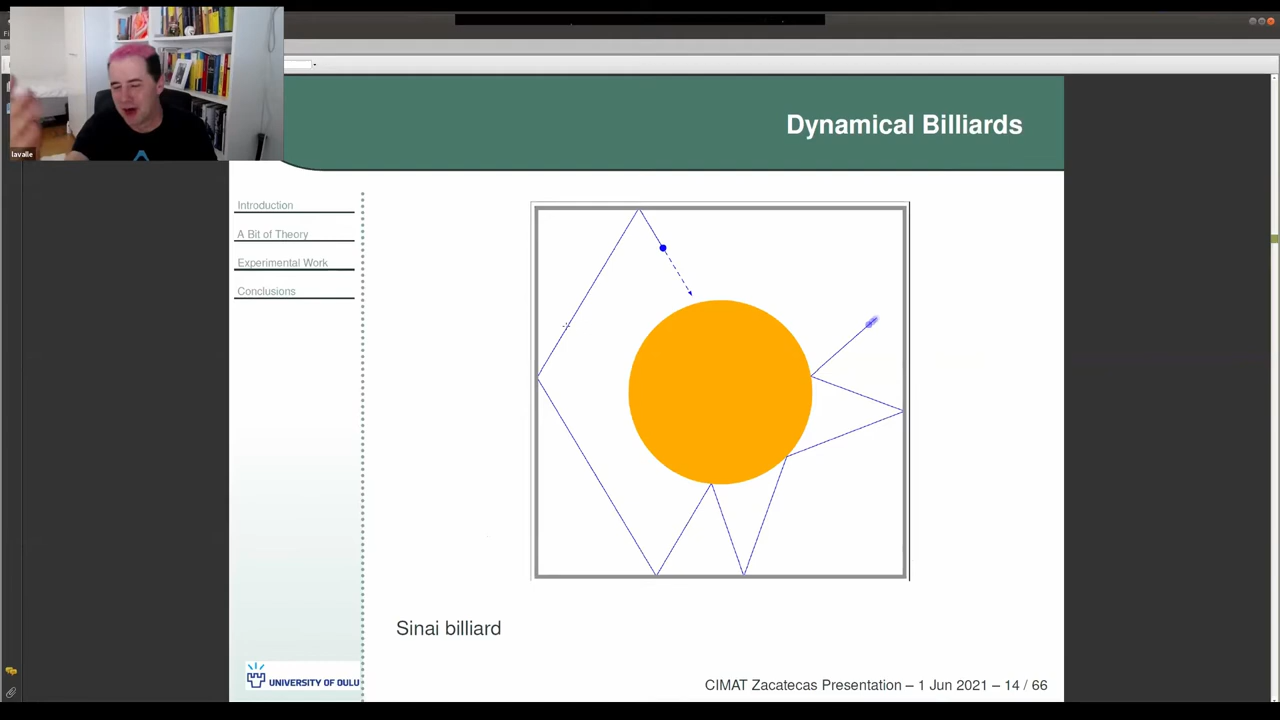 lavalle
Dynamical Billiards
Introduction
A Bit of Theory
Experimental Work
Conclusions
Sinai billiard
UNIVERSITY OF OULU
CIMAT Zacatecas Presentation – 1 Jun 2021 – 14 / 66